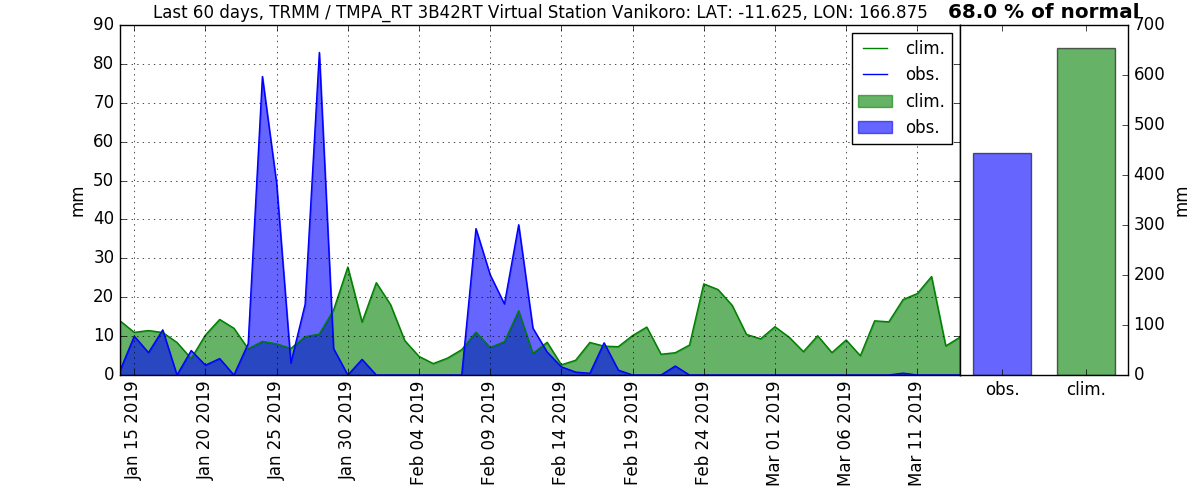 Last 60 days, TRMM / TMPA_RT 3B42RT Virtual Station Vanikoro: LAT: -11.625, LON: 166.875
68.0 % of normal
90
80
70
60
50
40
30
20
10
0
mm
clim.
obs.
clim.
obs.
Jan 15 2019
Jan 20 2019
Jan 25 2019
Jan 30 2019
Feb 04 2019
Feb 09 2019
Feb 14 2019
Feb 19 2019
Feb 24 2019
Mar 01 2019
Mar 06 2019
Mar 11 2019
700
600
500
400
300
200
100
0
mm
obs.
clim.